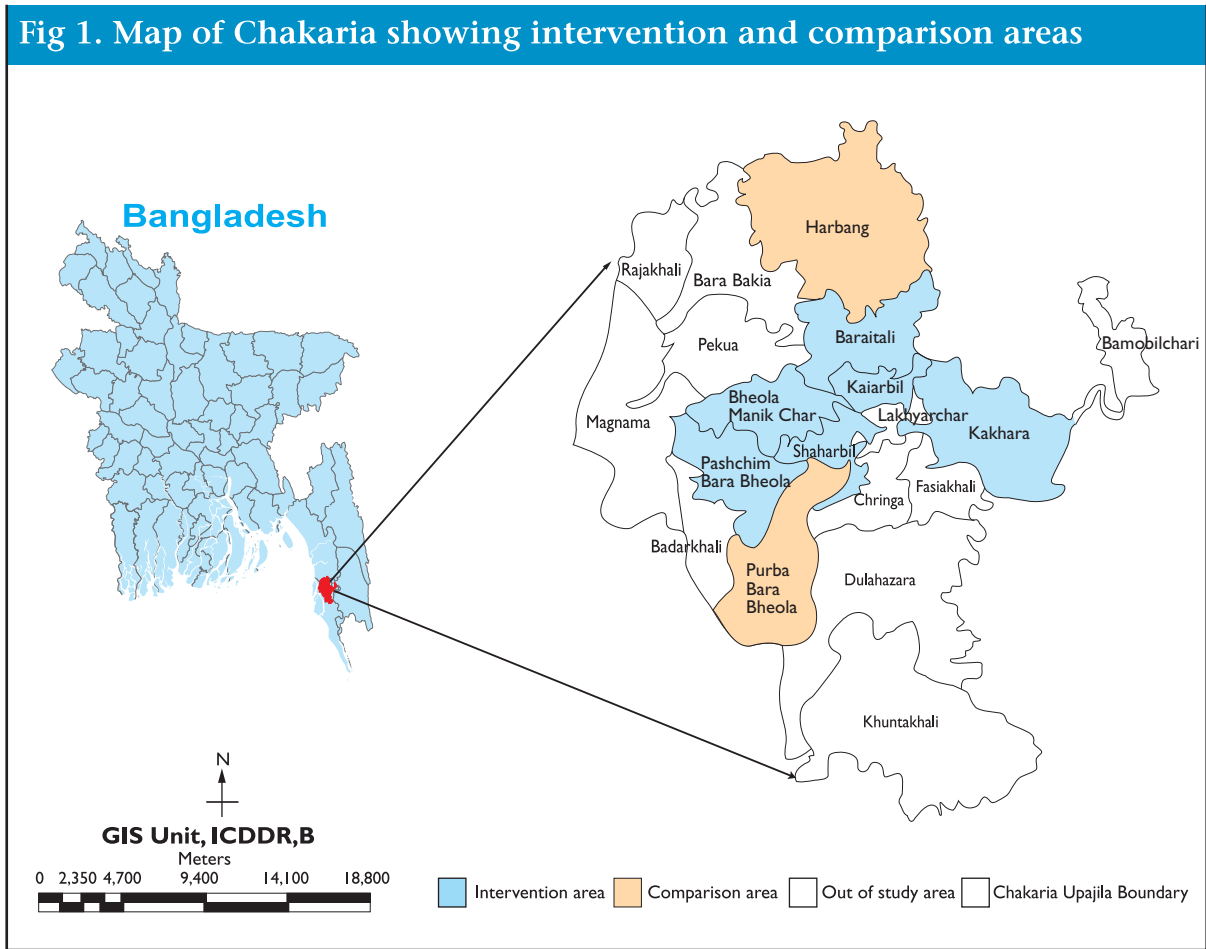 Fig 1. Map of Chakaria showing intervention and comparison areas
Bangladesh
Harbang
Rajakhali
Bara Bakia
Baraitali
Pekua
Bamobilchari
Kaiarbil
Bheola
Manik Char
Lakhyarchar
Magnama
Kakhara
Shaharbil
Pashchim
Bara Bheola
Fasiakhali
Chringa
Badarkhali
Purba
Bara
Bheola
Dulahazara
Khuntakhali
N
GIS Unit, ICDDR,B
Meters
0 2,350 4,700 9,400 14,100 18,800
Intervention area Comparison area Out of study area Chakaria Upajila Boundary